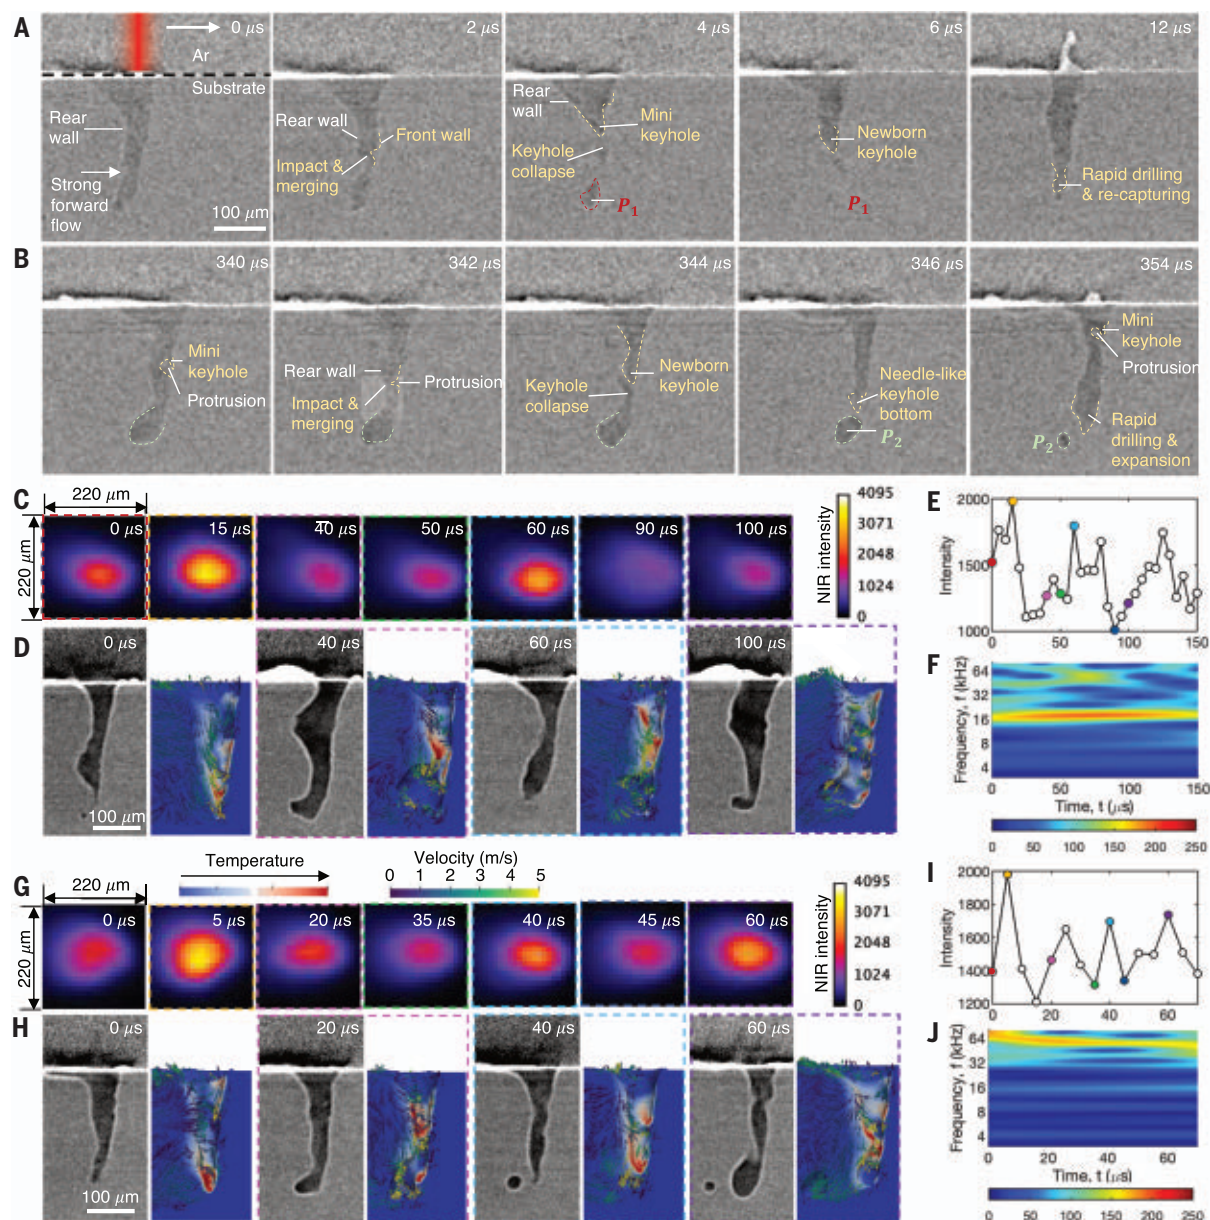 A
0 μs
Ar
Substrate
Rear
wall
Strong
forward
flow
100 μm
2 μs
Rear wall
Front wall
Impact &
merging
4 μs
Rear
wall
Mini
keyhole
Keyhole
collapse
P1
6 μs
Newborn
keyhole
P1
12 μs
Rapid drilling
& re-capturing
B
340 μs
Mini
keyhole
Protrusion
342 μs
Rear wall
Protrusion
Impact &
merging
344 μs
Newborn
keyhole
Keyhole
collapse
346 μs
Needle-like
keyhole
bottom
P2
354 μs
Mini
keyhole
Protrusion
Rapid
drilling &
expansion
P2
C
220 μm
220 μm
0 μs
15 μs
40 μs
50 μs
60 μs
90 μs
100 μs
NIR intensity
4095
3071
2048
1024
0
D
0 μs
100 μm
40 μs
60 μs
100 μs
E
Intensity
2000
1500
1000
0
50
100
150
F
Frequency, f (kHz)
64
32
16
8
4
0
50
100
150
Time, t (μs)
0
50
100
150
200
250
Temperature
Velocity (m/s)
0
1
2
3
4
5
G
220 μm
220 μm
0 μs
5 μs
20 μs
35 μs
40 μs
45 μs
60 μs
NIR intensity
4095
3071
2048
1024
0
H
0 μs
100 μm
20 μs
40 μs
60 μs
I
Intensity
2000
1800
1600
1400
1200
0
20
40
60
J
Frequency, f (kHz)
64
32
16
8
4
0
20
40
60
Time, t (μs)
0
50
100
150
200
250